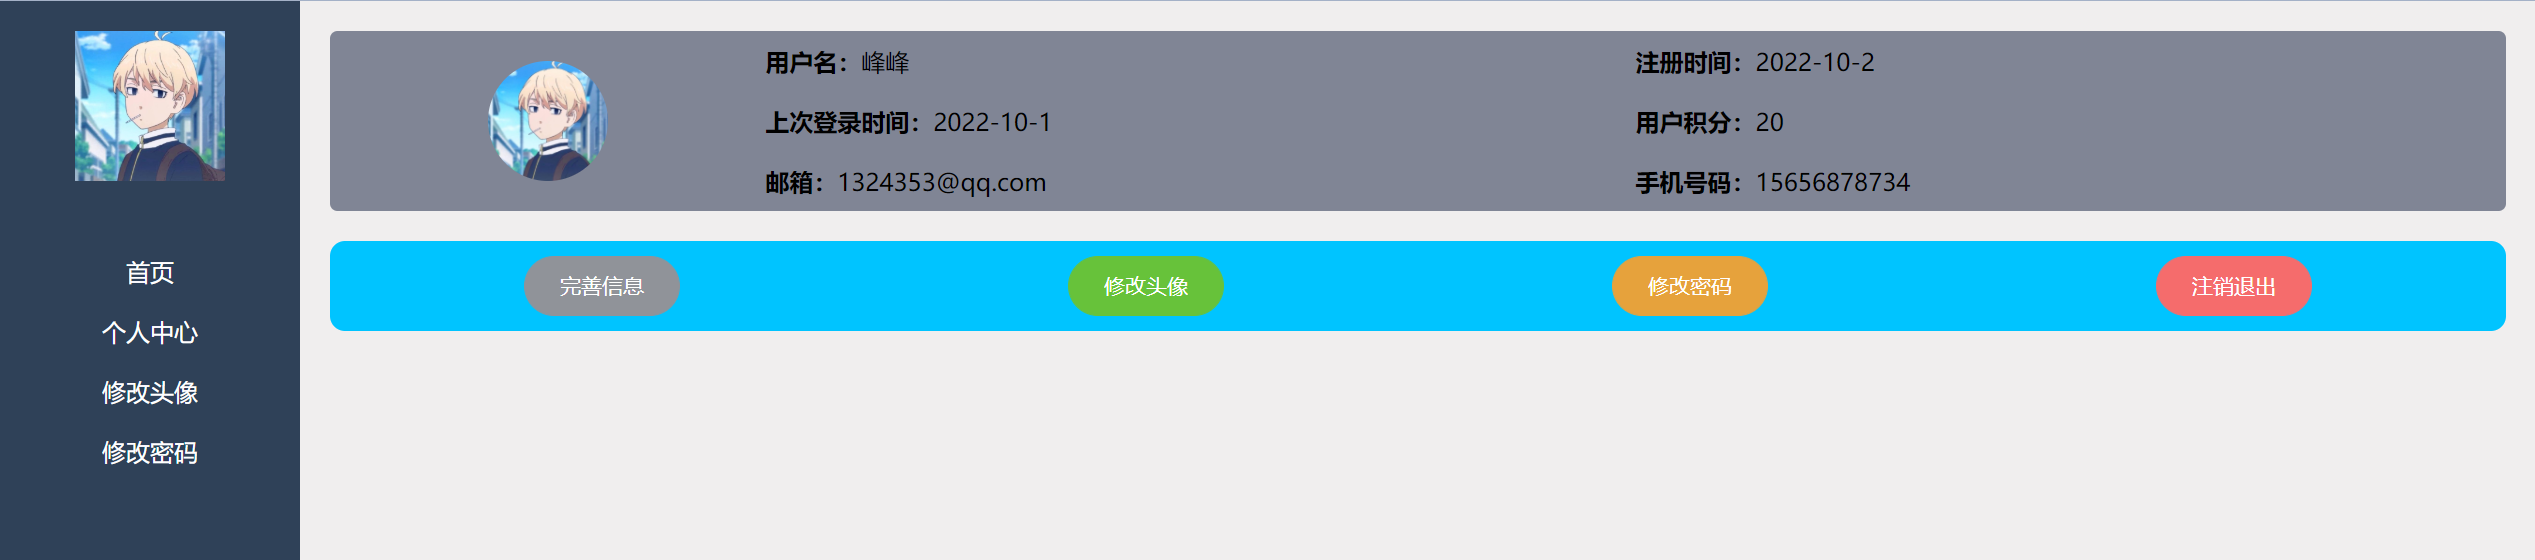 首页
个人中心
修改头像
修改密码
用户名：峰峰
注册时间：2022-10-2
上次登录时间：2022-10-1
用户积分：20
邮箱：1324353@qq.com
手机号码：15656878734
完善信息
修改头像
修改密码
注销退出